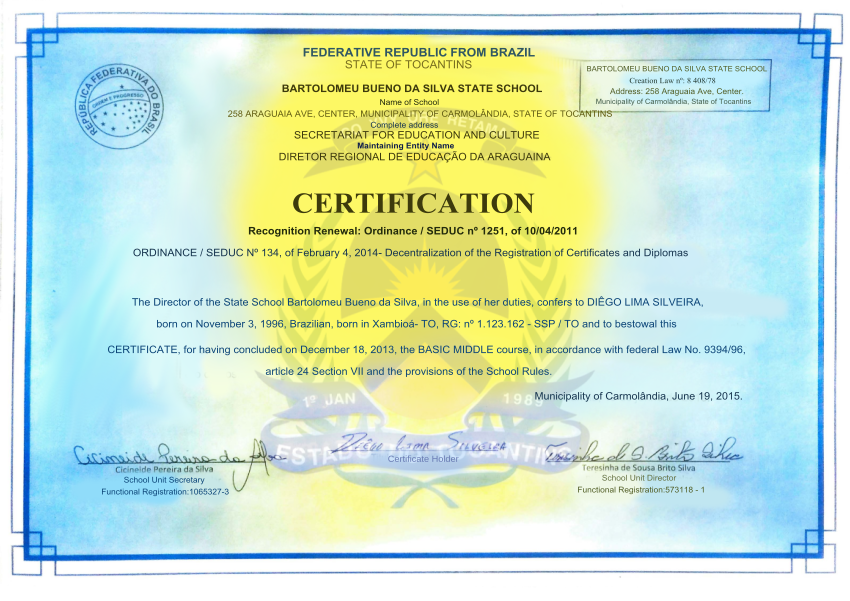 FEDERATIVE REPUBLIC FROM BRAZIL
STATE OF TOCANTINS
BARTOLOMEU BUENO DA SILVA STATE SCHOOL
Name of School
258 ARAGUAIA AVE, CENTER, MUNICIPALITY OF CARMOLÂNDIA, STATE OF TOCANTINS
Complete address
SECRETARIAT FOR EDUCATION AND CULTURE
Maintaining Entity Name
DIRETOR REGIONAL DE EDUCAÇÃO DA ARAGUAINA
BARTOLOMEU BUENO DA SILVA STATE SCHOOL
Creation Law nº: 8 408/78
Address: 258 Araguaia Ave, Center.
Municipality of Carmolândia, State of Tocantins
REPÚBLICA FEDERATIVA DO BRASIL
ORDEM E PROGRESSO
CERTIFICATION
Recognition Renewal: Ordinance / SEDUC nº 1251, of 10/04/2011
ORDINANCE / SEDUC Nº 134, of February 4, 2014- Decentralization of the Registration of Certificates and Diplomas
The Director of the State School Bartolomeu Bueno da Silva, in the use of her duties, confers to DIÊGO LIMA SILVEIRA,
born on November 3, 1996, Brazilian, born in Xambioá- TO, RG: nº 1.123.162 - SSP / TO and to bestowal this
CERTIFICATE, for having concluded on December 18, 2013, the BASIC MIDDLE course, in accordance with federal Law No. 9394/96,
article 24 Section VII and the provisions of the School Rules.
1º JAN 1989
Municipality of Carmolândia, June 19, 2015.
Cicineide Pereira da Silva
Diêgo Lima Silveira
Teresinha de S. Brito Silva
Certificate Holder
Cicineide Pereira da Silva
School Unit Secretary
Functional Registration:1065327-3
Teresinha de Sousa Brito Silva
School Unit Director
Functional Registration:573118 - 1